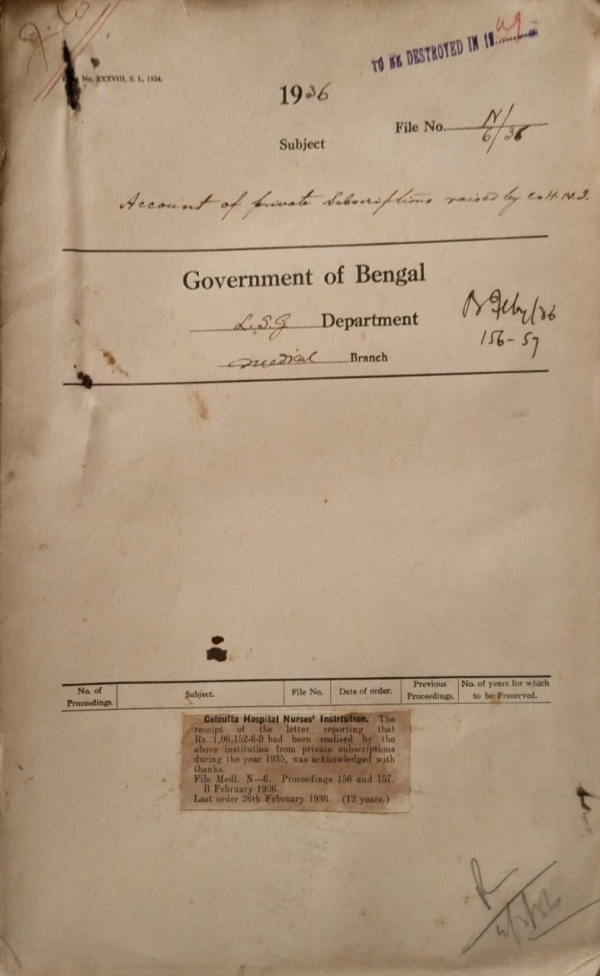 No. XXXVIII, S. I., 1934.
TO BE DESTROYED IN 19 49
1936
File No. N/6/36
Subject
Account of private Subscriptions raised by C.H.N.I.
Government of Bengal
L.S.G Department
Medical Branch
B Feby/36
156-57
No. of Proceedings.
Subject.
File No.
Date of order.
Previous Proceedings.
No. of years for which to be Preserved.
Calcutta Hospital Nurses' Institution. The
receipt of the letter reporting that
Rs. 1,06,152-6-9 had been realised by the
above institution from private subscriptions
during the year 1935, was acknowledged with
thanks.
File Medl. N—6. Proceedings 156 and 157.
B February 1936.
Last order 26th February 1936. (12 years.)